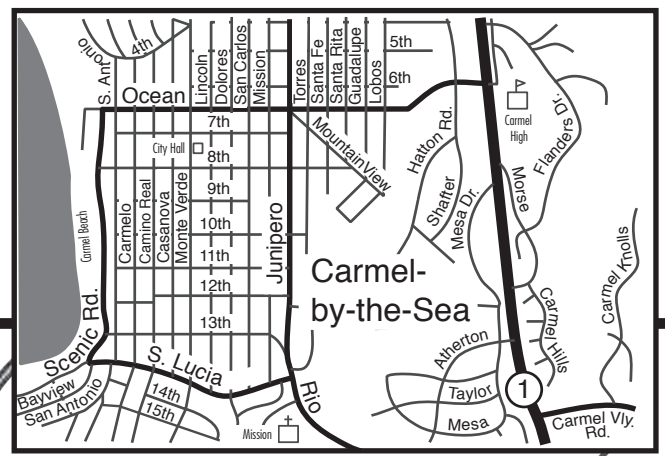 onio
4th
S. Ant
Lincoln
Dolores
San Carlos
Mission
Torres
Santa Fe
Santa Rita
Guadalupe
Lobos
5th
6th
Ocean
7th
City Hall
8th
9th
10th
11th
12th
13th
Carmel Beach
Carmelo
Camino Real
Casanova
Monte Verde
Junipero
Mountain View
Hatton Rd.
Shafter
Mesa Dr.
Morse
Flanders Dr.
Carmel
High
Carmel-
by-the-Sea
Scenic Rd.
S. Lucia
Rio
Bayview
San Antonio
14th
15th
Mission
Atherton
Taylor
Mesa
1
Carmel Hills
Carmel Knolls
Carmel Vly.
Rd.